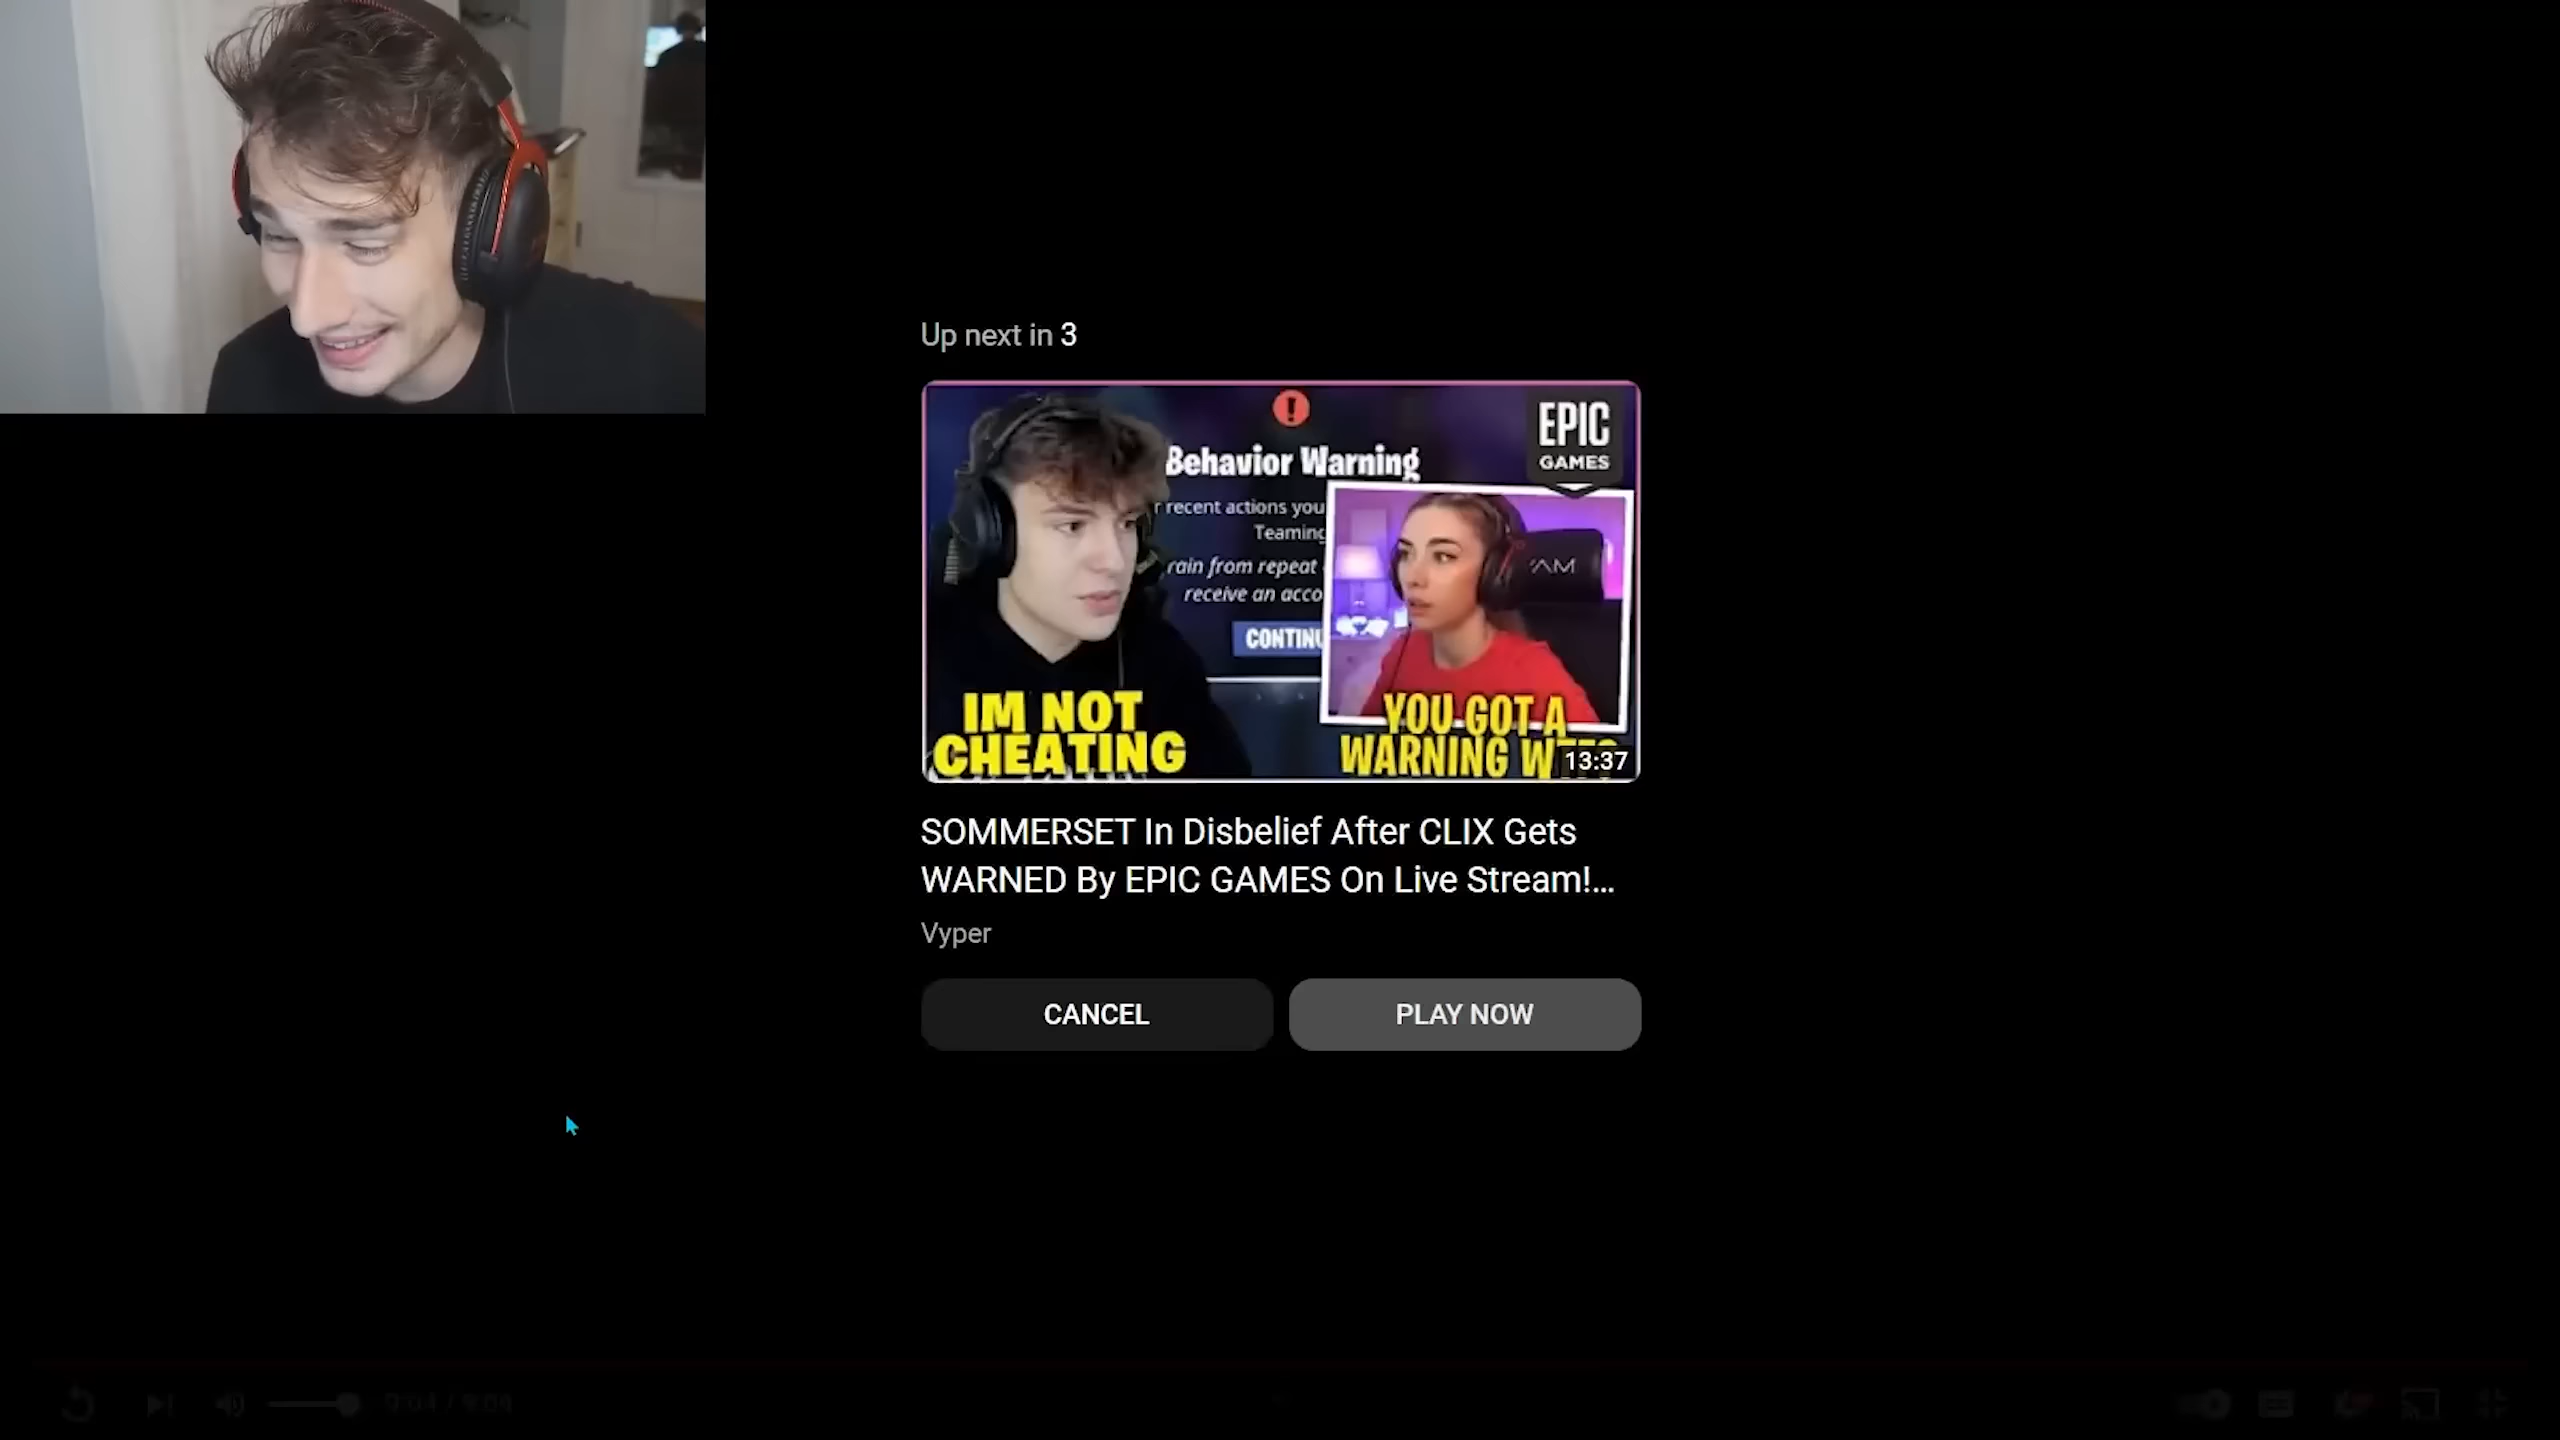 Up next in 3
EPIC
GAMES
Behavior Warning
recent actions you
Teaming
rain from repeat
receive an acco
CONTINU
IM NOT
CHEATING
YOU GOT A
WARNING
13:37
SOMMERSET In Disbelief After CLIX Gets
WARNED By EPIC GAMES On Live Stream!...
Vyper
CANCEL
PLAY NOW